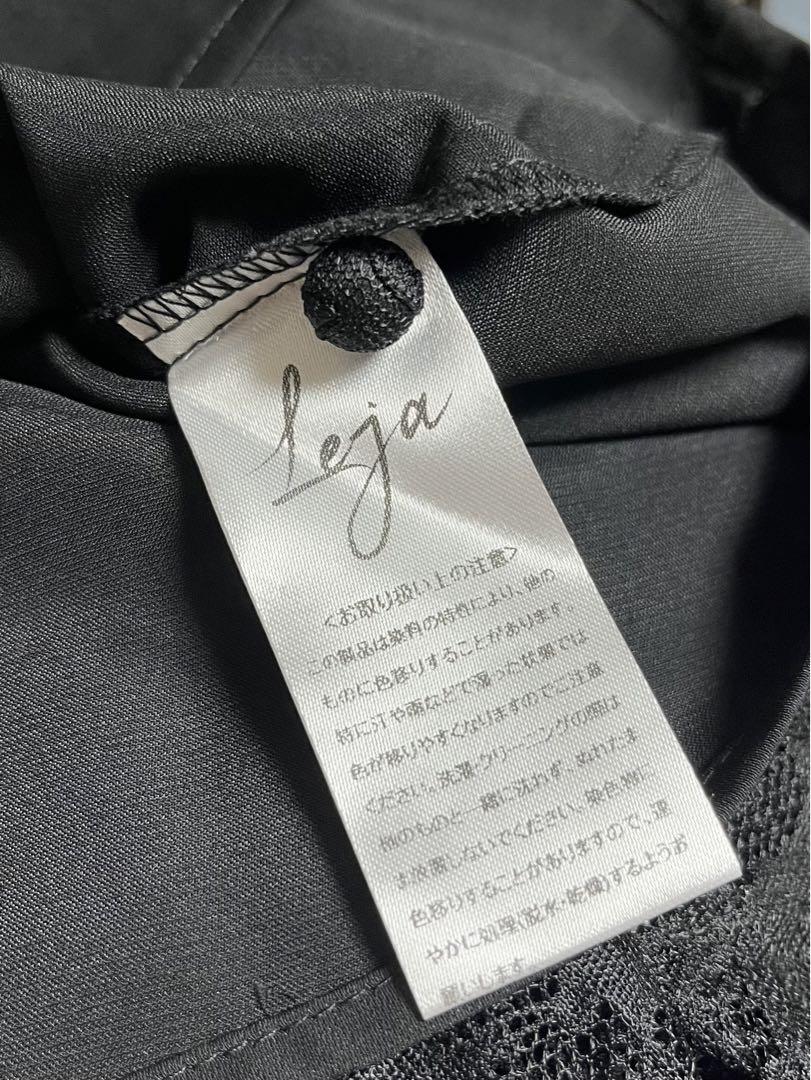 leja
<お取り扱い上の注意>
この製品は染料の特性により、他の
ものに色移りすることがあります。
特に汗や雨などで湿った状態では
色が移りやすくなりますのでご注意
ください。洗濯・クリーニングの際は
他のものと一緒に洗わず、ぬれたま
ま放置しないでください。染色物に
色移りすることがありますので、速
やかに処理(脱水・乾燥)するようお
願いします。